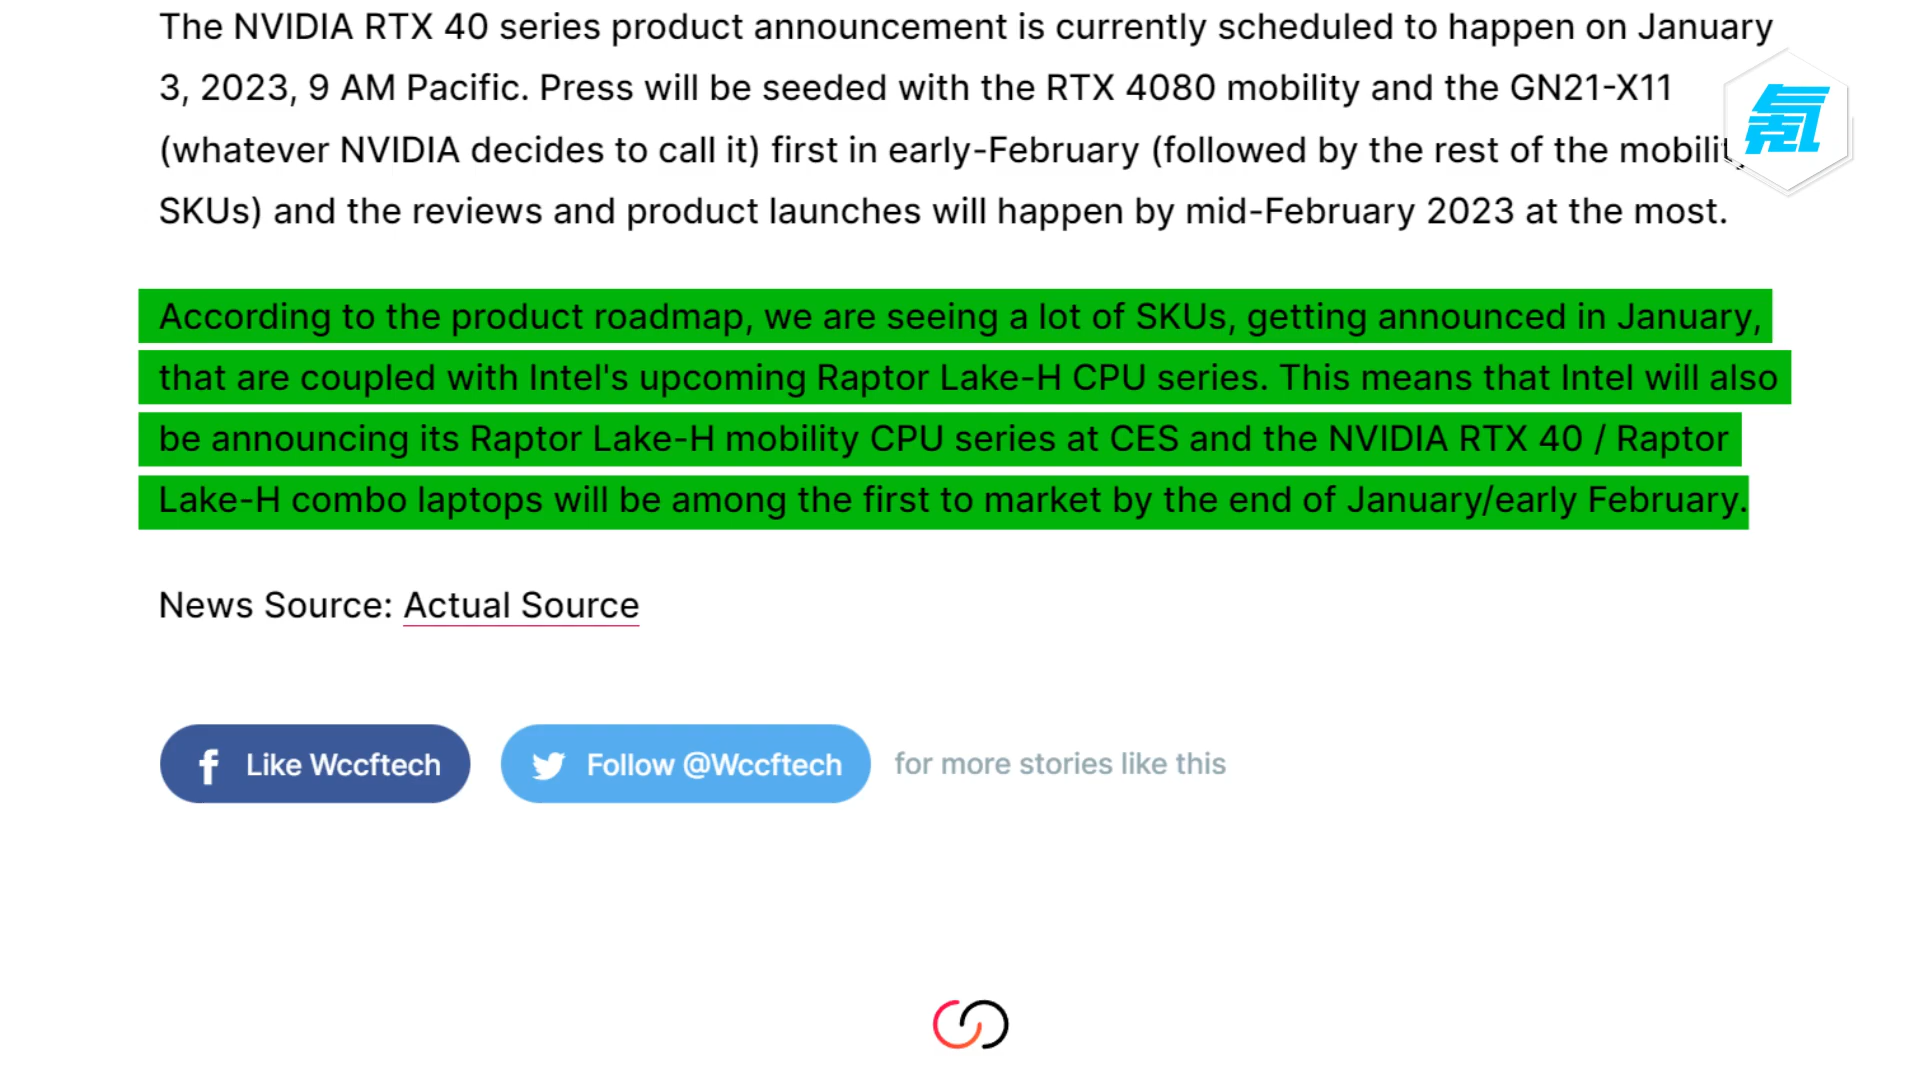 The NVIDIA RTX 40 series product announcement is currently scheduled to happen on January
3, 2023, 9 AM Pacific. Press will be seeded with the RTX 4080 mobility and the GN21-X11
(whatever NVIDIA decides to call it) first in early-February (followed by the rest of the mobility
SKUs) and the reviews and product launches will happen by mid-February 2023 at the most.
氪
According to the product roadmap, we are seeing a lot of SKUs, getting announced in January,
that are coupled with Intel's upcoming Raptor Lake-H CPU series. This means that Intel will also
be announcing its Raptor Lake-H mobility CPU series at CES and the NVIDIA RTX 40 / Raptor
Lake-H combo laptops will be among the first to market by the end of January/early February.
News Source: Actual Source
Like Wccftech
Follow @Wccftech
for more stories like this